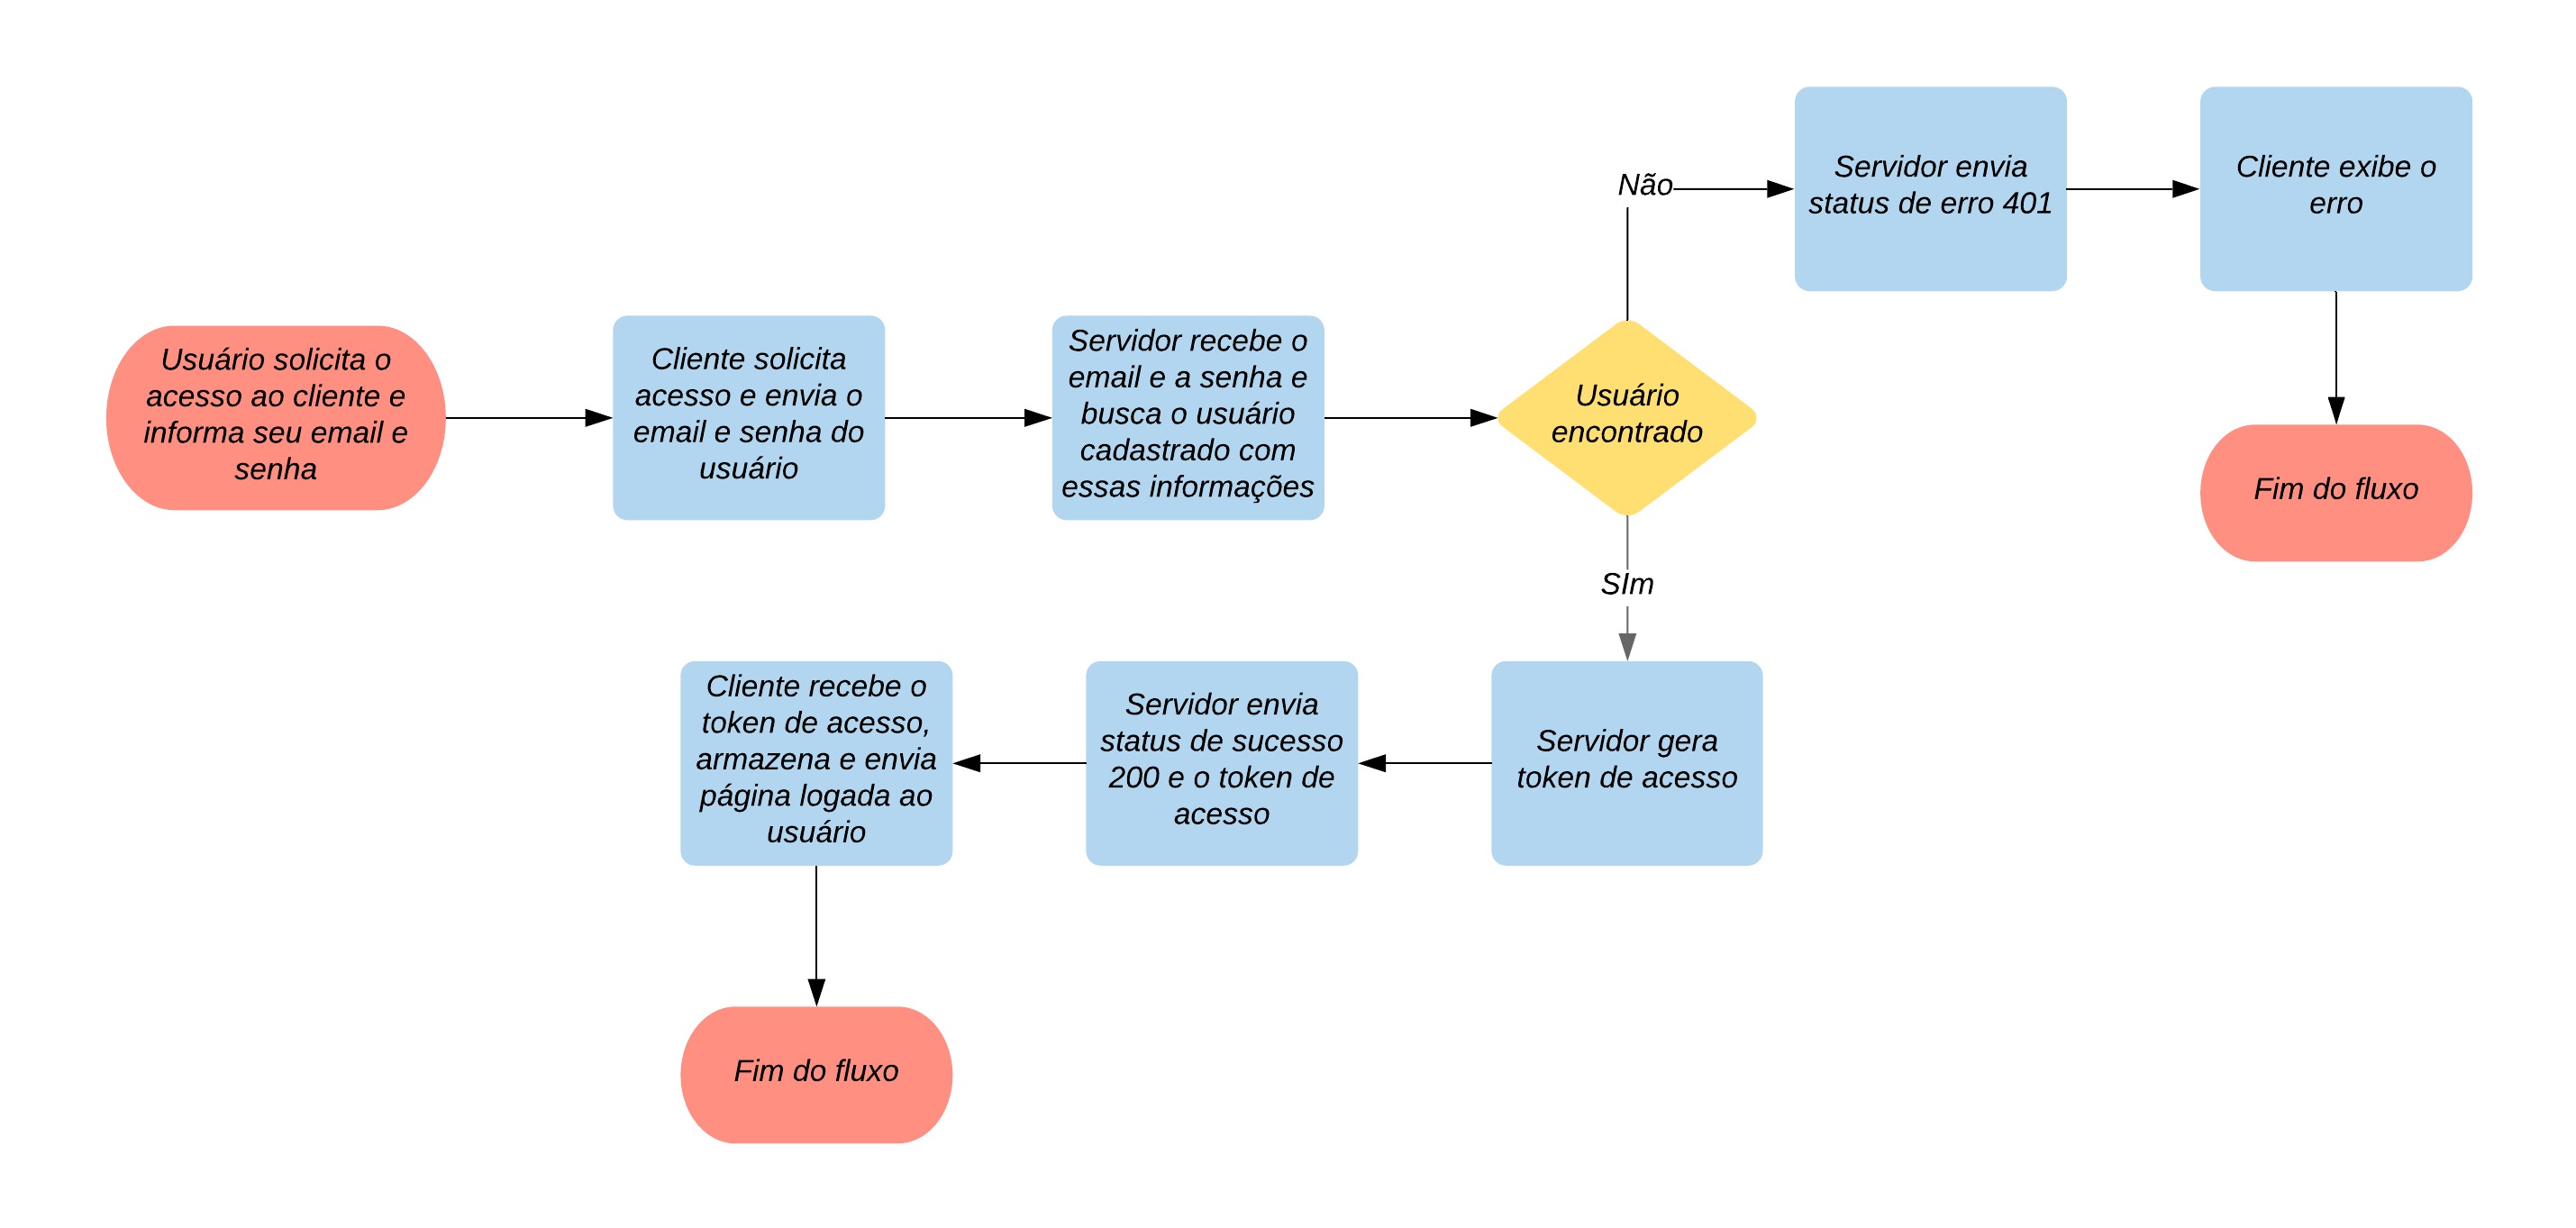 Usuário solicita o
acesso ao cliente e
informa seu email e
senha
Cliente solicita
acesso e envia o
email e senha do
usuário
Servidor recebe o
email e a senha e
busca o usuário
cadastrado com
essas informações
Usuário
encontrado
Não
Servidor envia
status de erro 401
Cliente exibe o
erro
Fim do fluxo
SIm
Servidor gera
token de acesso
Servidor envia
status de sucesso
200 e o token de
acesso
Cliente recebe o
token de acesso,
armazena e envia
página logada ao
usuário
Fim do fluxo